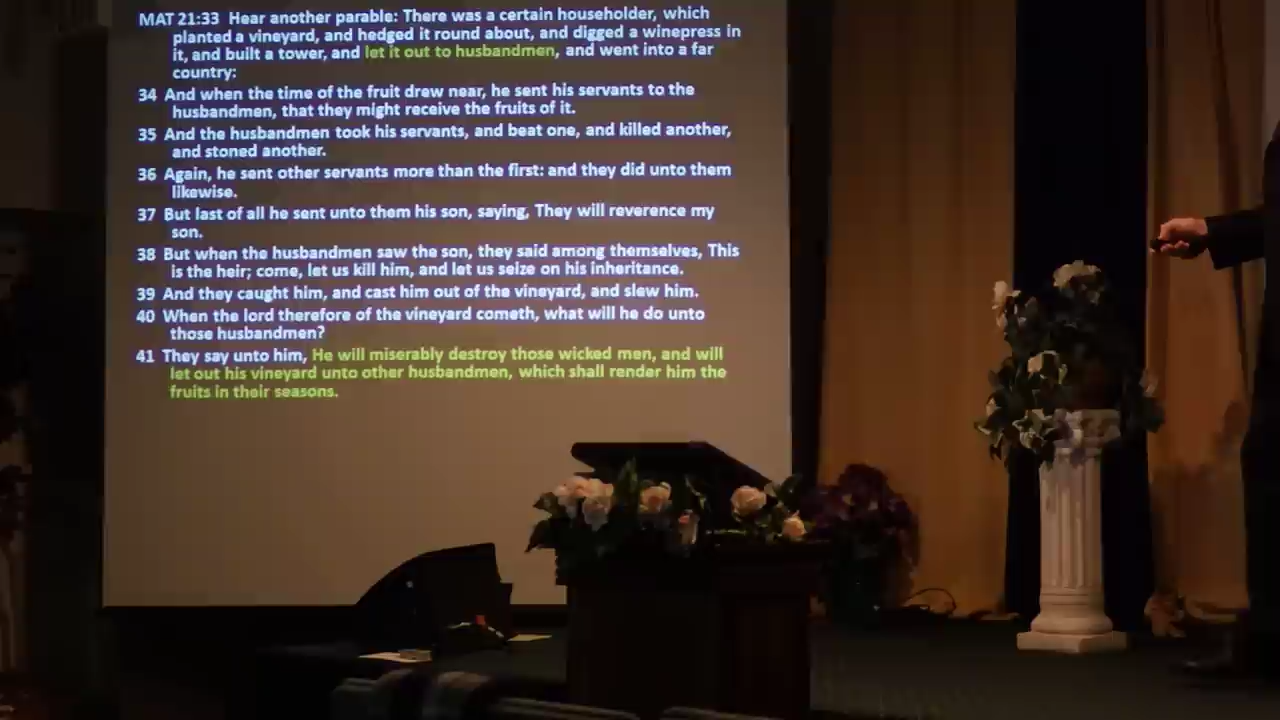 MAT 21:33 Hear another parable: There was a certain householder, which
planted a vineyard, and hedged it round about, and digged a winepress in
it, and built a tower, and let it out to husbandmen, and went into a far
country:
34 And when the time of the fruit drew near, he sent his servants to the
husbandmen, that they might receive the fruits of it.
35 And the husbandmen took his servants, and beat one, and killed another,
and stoned another.
36 Again, he sent other servants more than the first: and they did unto them
likewise.
37 But last of all he sent unto them his son, saying, They will reverence my
son.
38 But when the husbandmen saw the son, they said among themselves, This
is the heir; come, let us kill him, and let us seize on his inheritance.
39 And they caught him, and cast him out of the vineyard, and slew him.
40 When the lord therefore of the vineyard cometh, what will he do unto
those husbandmen?
41 They say unto him, He will miserably destroy those wicked men, and will
let out his vineyard unto other husbandmen, which shall render him the
fruits in their seasons.